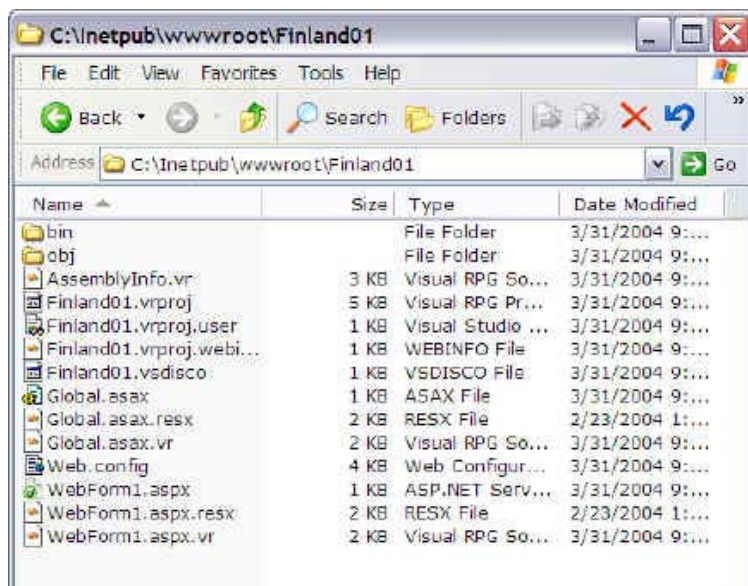 C:\Inetpub\wwwroot\Finland01
File Edit View Favorites Tools Help
Back Search Folders »
Address C:\Inetpub\wwwroot\Finland01 Go
Name Size Type Date Modified
bin File Folder 3/31/2004 9:...
obj File Folder 3/31/2004 9:...
AssemblyInfo.vr 3 KB Visual RPG So... 3/31/2004 9:...
Finland01.vrproj 5 KB Visual RPG Pr... 3/31/2004 9:...
Finland01.vrproj.user 1 KB Visual Studio ... 3/31/2004 9:...
Finland01.vrproj.webi... 1 KB WEBINFO File 3/31/2004 9:...
Finland01.vsdisco 1 KB VSDISCO File 3/31/2004 9:...
Global.asax 1 KB ASAX File 3/31/2004 9:...
Global.asax.resx 2 KB RESX File 2/23/2004 1:...
Global.asax.vr 2 KB Visual RPG So... 3/31/2004 9:...
Web.config 4 KB Web Configur... 3/31/2004 9:...
WebForm1.aspx 1 KB ASP.NET Serv... 3/31/2004 9:...
WebForm1.aspx.resx 2 KB RESX File 2/23/2004 1:...
WebForm1.aspx.vr 2 KB Visual RPG So... 3/31/2004 9:...